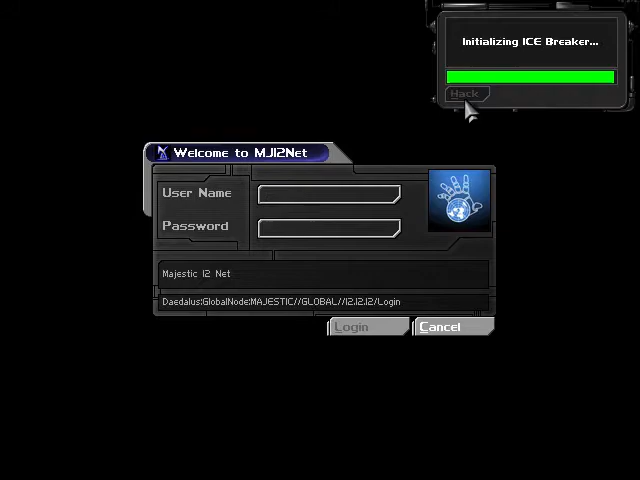 Initializing ICE Breaker...
Hack
Welcome to MJ12Net
User Name
Password
Majestic 12 Net
Daedalus:GlobalNode:MAJESTIC//GLOBAL//12.12.12/Login
Login
Cancel